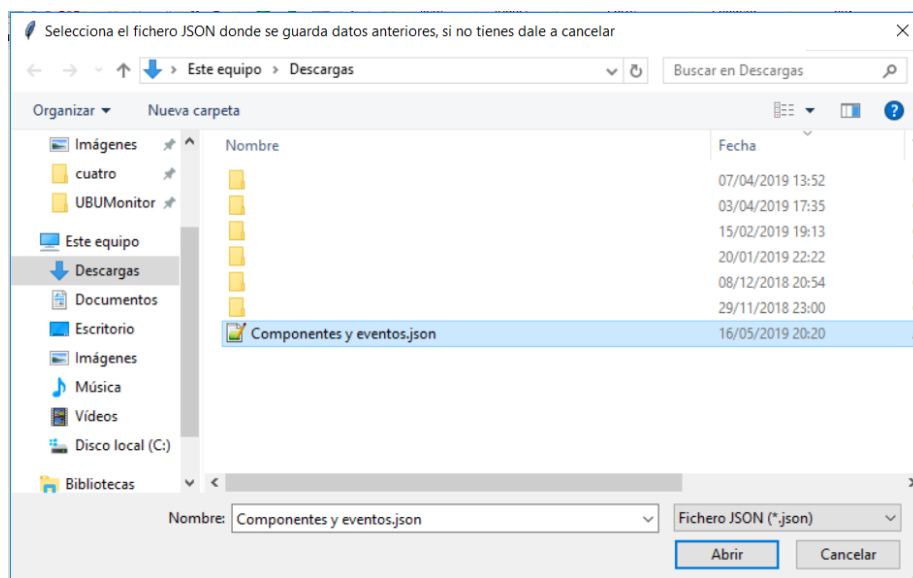 Selecciona el fichero JSON donde se guarda datos anteriores, si no tienes dale a cancelar
Este equipo > Descargas
Buscar en Descargas
Organizar
Nueva carpeta
Nombre
Fecha
Imágenes
cuatro
UBUMonitor
Este equipo
Descargas
Documentos
Escritorio
Imágenes
Música
Vídeos
Disco local (C:)
Bibliotecas
07/04/2019 13:52
03/04/2019 17:35
15/02/2019 19:13
20/01/2019 22:22
08/12/2018 20:54
29/11/2018 23:00
Componentes y eventos.json 16/05/2019 20:20
Nombre: Componentes y eventos.json
Fichero JSON (*.json)
Abrir
Cancelar